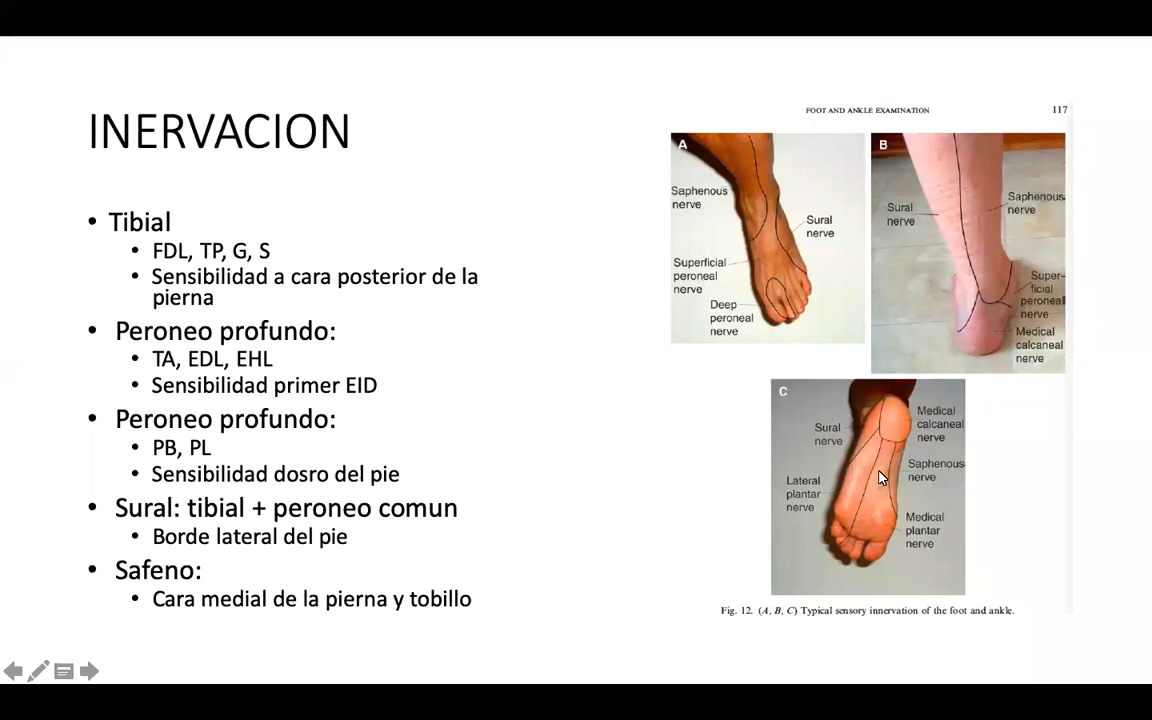 INERVACION
• Tibial
• FDL, TP, G, S
• Sensibilidad a cara posterior de la
pierna
• Peroneo profundo:
• TA, EDL, EHL
• Sensibilidad primer EID
• Peroneo profundo:
• PB, PL
• Sensibilidad dosro del pie
• Sural: tibial + peroneo comun
• Borde lateral del pie
• Safeno:
• Cara medial de la pierna y tobillo
FOOT AND ANKLE EXAMINATION
117
A
Saphenous
nerve
Sural
nerve
Superficial
peroneal
nerve
Deep
peroneal
nerve
B
Sural
nerve
Saphenous
nerve
Super-
ficial
peroneal
nerve
Medical
calcaneal
nerve
C
Medical
calcaneal
nerve
Sural
nerve
Saphenous
nerve
Lateral
plantar
nerve
Medical
plantar
nerve
Fig. 12. (A, B, C) Typical sensory innervation of the foot and ankle.